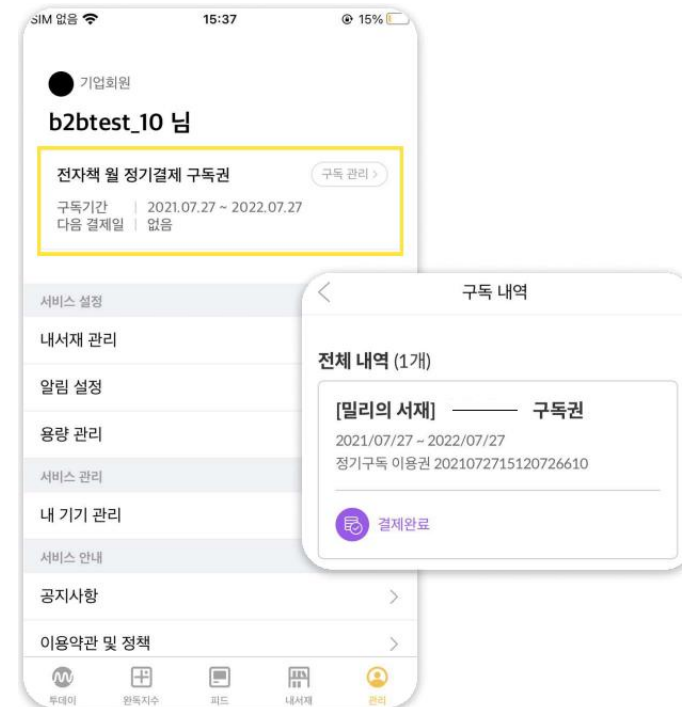 SIM 없음 15:37 15%
기업회원
b2btest_10 님
전자책 월 정기결제 구독권 구독 관리 >
구독기간 | 2021.07.27 ~ 2022.07.27
다음 결제일 | 없음
서비스 설정
내서재 관리
알림 설정
용량 관리
서비스 관리
내 기기 관리
서비스 안내
공지사항
이용약관 및 정책
투데이 완독지수 피드 내서재 관리
구독 내역
전체 내역 (1개)
[밀리의 서재] ——— 구독권
2021/07/27 ~ 2022/07/27
정기구독 이용권 2021072715120726610
결제완료